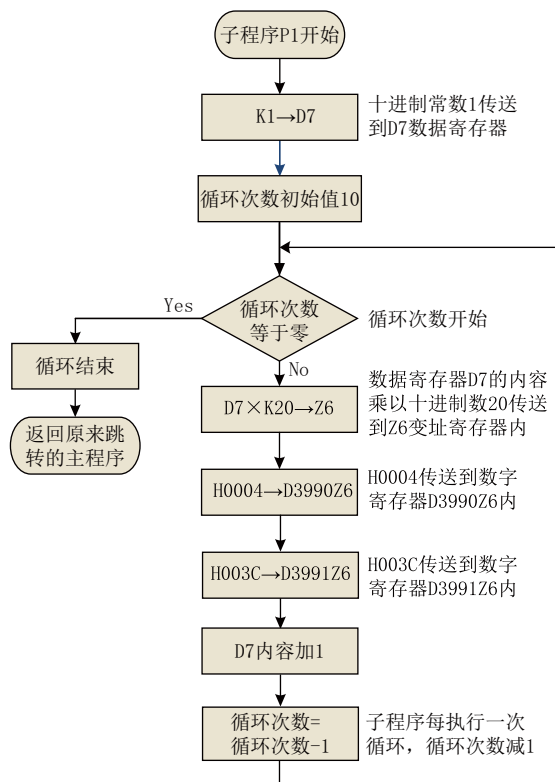 子程序P1开始
K1→D7
十进制常数1传送
到D7数据寄存器
循环次数初始值10
循环次数
等于零
Yes
循环次数开始
循环结束
No
返回原来跳
转的主程序
D7×K20→Z6
数据寄存器D7的内容
乘以十进制数20传送
到Z6变址寄存器内
H0004→D3990Z6
H0004传送到数字
寄存器D3990Z6内
H003C→D3991Z6
H003C传送到数字
寄存器D3991Z6内
D7内容加1
循环次数=
循环次数-1
子程序每执行一次
循环，循环次数减1